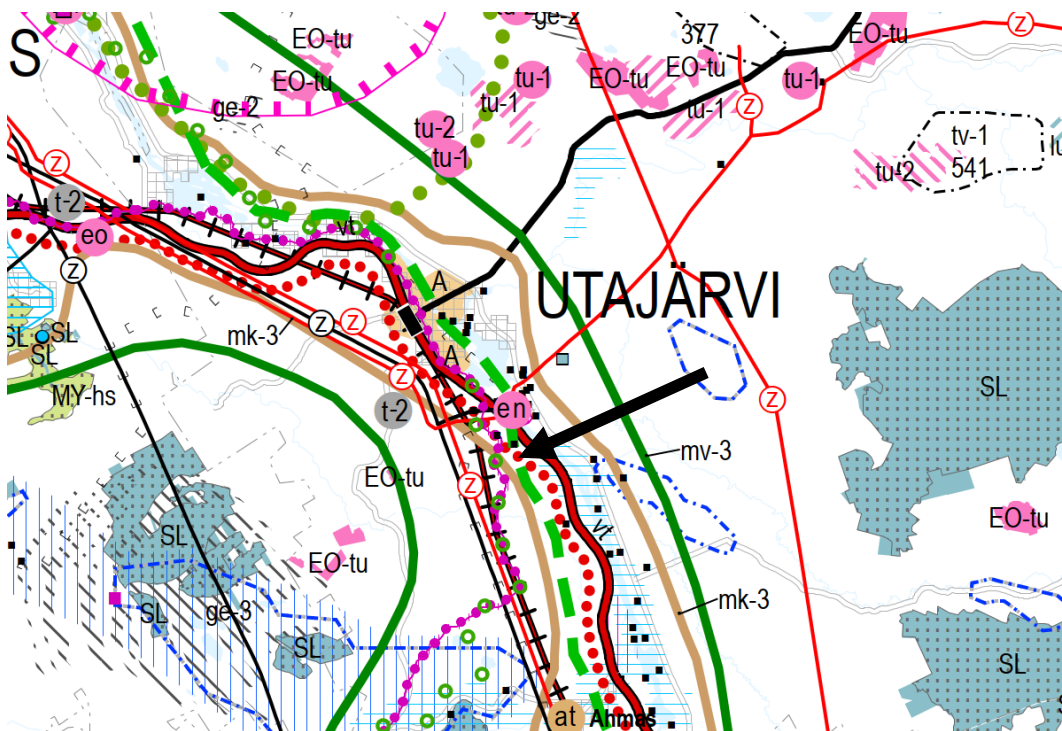 S
EO-tu
EO-tu
ge-2
ge-2
tu-2
tu-1
tu-1
tu-1
EO-tu
377
EO-tu
tu-1
EO-tu
tu-1
Z
tv-1
541
tu-2
Z
t-2
eo
Z
vt
A
UTAJÄRVI
SL
SL
SL
MY-hs
mk-3
Z
Z
A
Z
t-2
en
Z
SL
EO-tu
mv-3
Z
vt
EO-tu
SL
EO-tu
SL
ge-3
SL
mk-3
SL
at
Ahmas